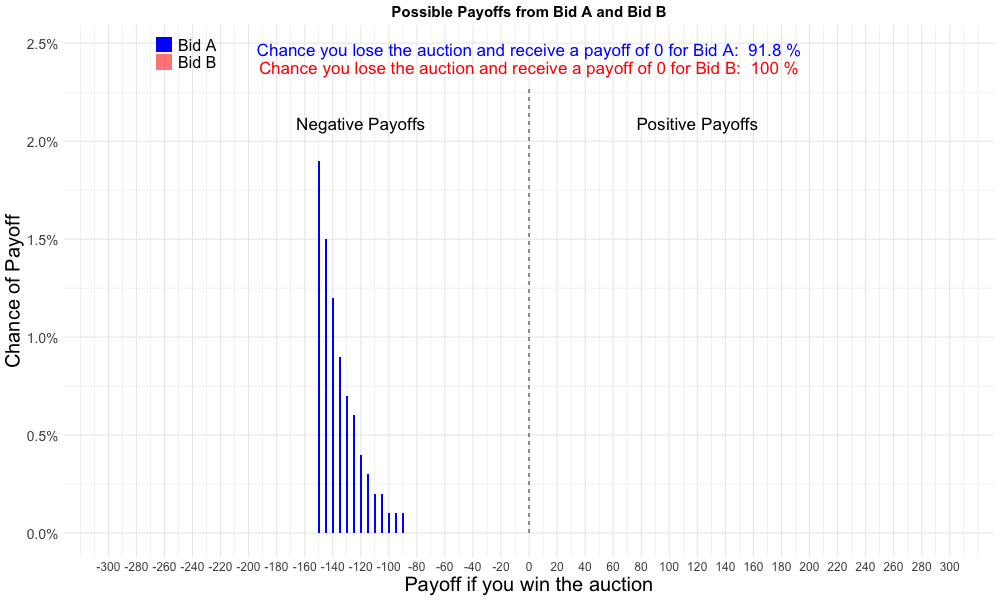 Possible Payoffs from Bid A and Bid B
2.5%
Bid A
Bid B
Chance you lose the auction and receive a payoff of 0 for Bid A:  91.8 %
Chance you lose the auction and receive a payoff of 0 for Bid B:  100 %
Negative Payoffs
Positive Payoffs
2.0%
1.5%
1.0%
0.5%
0.0%
Chance of Payoff
-300 -280 -260 -240 -220 -200 -180 -160 -140 -120 -100 -80 -60 -40 -20 0 20 40 60 80 100 120 140 160 180 200 220 240 260 280 300
Payoff if you win the auction